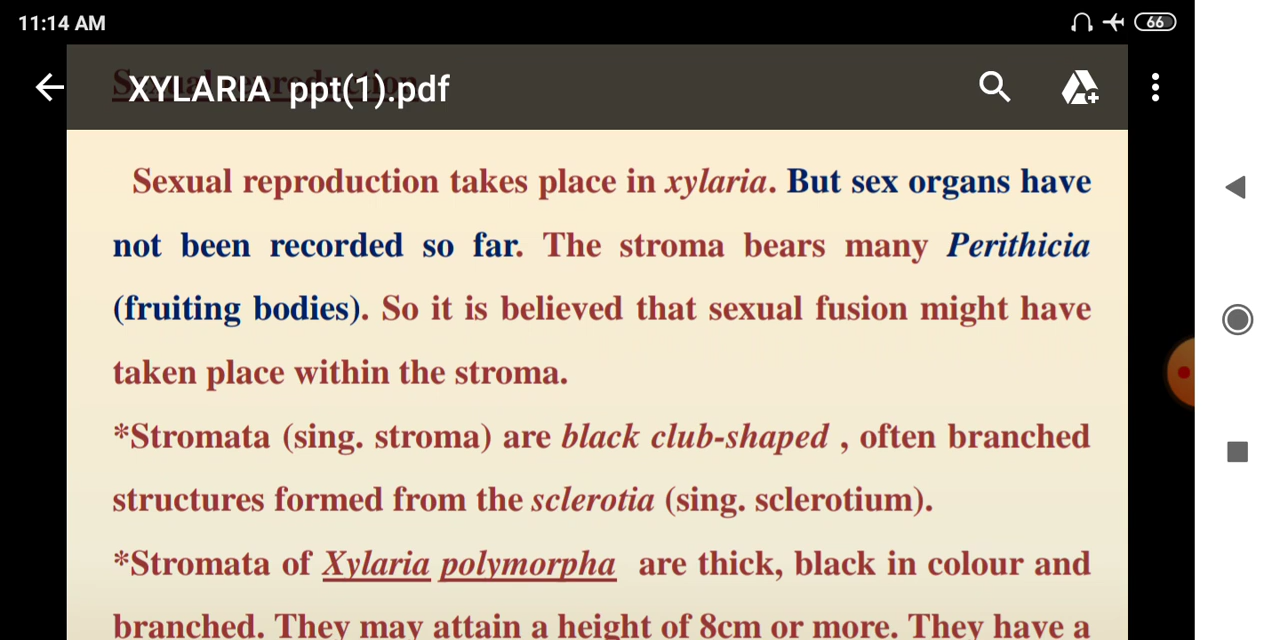 11:14 AM
66
Sexual reproduction
XYLARIA ppt(1).pdf
Sexual reproduction takes place in xylaria. But sex organs have
not been recorded so far. The stroma bears many Perithicia
(fruiting bodies). So it is believed that sexual fusion might have
taken place within the stroma.
*Stromata (sing. stroma) are black club-shaped , often branched
structures formed from the sclerotia (sing. sclerotium).
*Stromata of Xylaria polymorpha are thick, black in colour and
branched. They may attain a height of 8cm or more. They have a